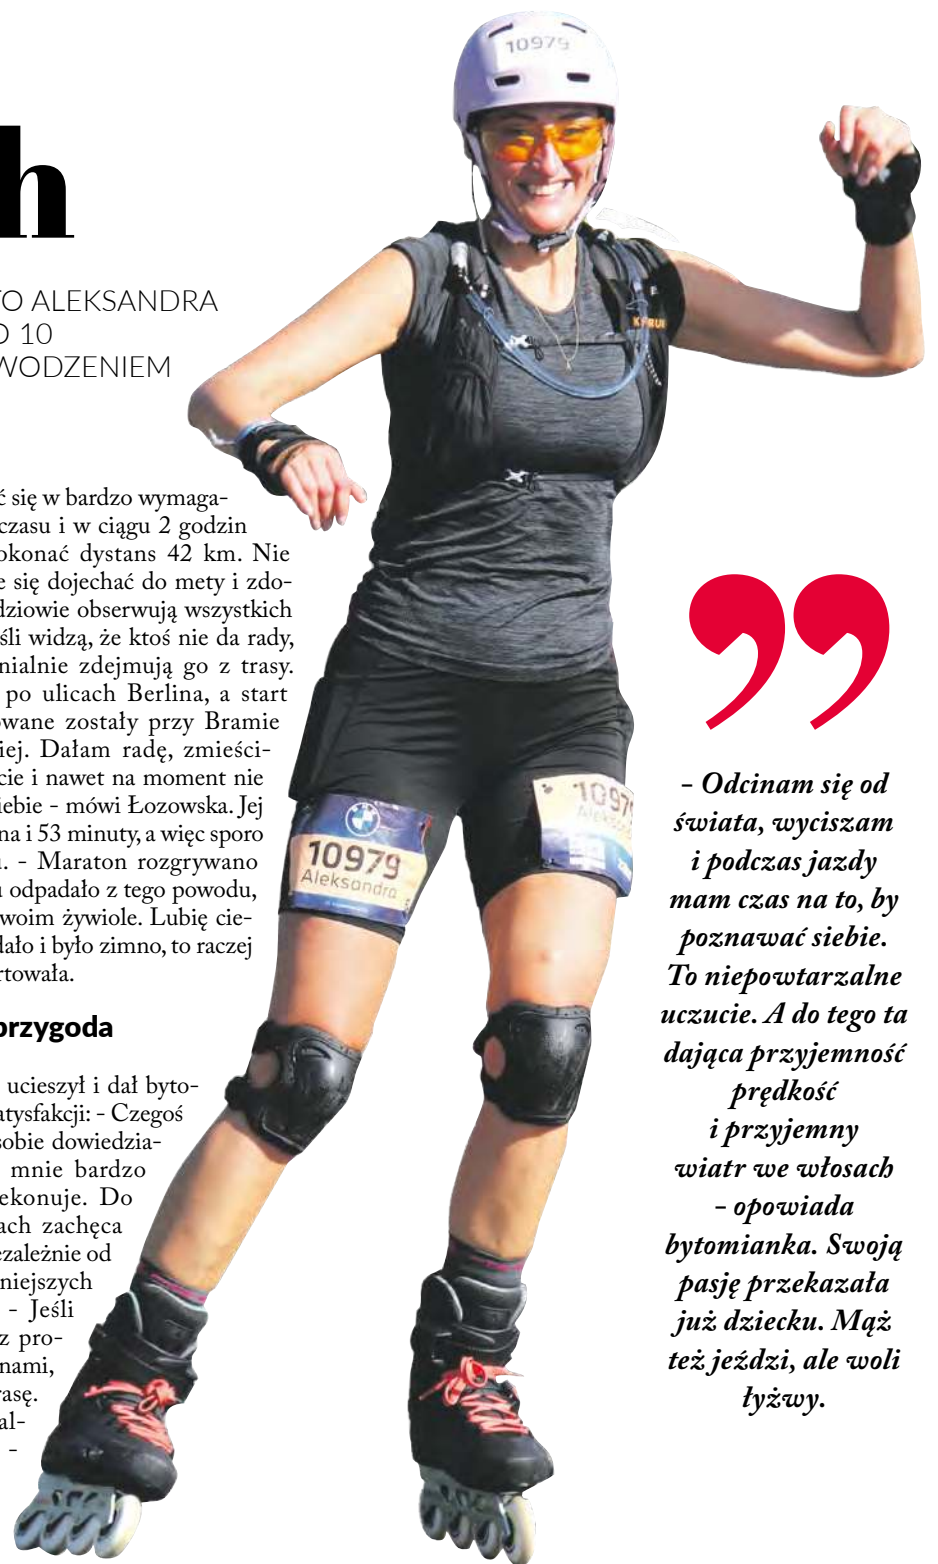 h
TO ALEKSANDRA
O 10
WODZENIEM
ć się w bardzo wymaga-
czasu i w ciągu 2 godzin
okonać dystans 42 km. Nie
e się dojechać do mety i zdo-
dziowie obserwują wszystkich
śli widzą, że ktoś nie da rady,
nialnie zdejmują go z trasy.
po ulicach Berlina, a start
owane zostały przy Bramie
iej. Dałam radę, zmieści-
cie i nawet na moment nie
iebie - mówi Łozowska. Jej
na i 53 minuty, a więc sporo
u. - Maraton rozgrywano
u odpadało z tego powodu,
woim żywiole. Lubię cie-
dało i było zimno, to raczej
rtowała.
przygoda
ucieszył i dał byto-
atysfakcji: - Czegoś
sobie dowiedzia-
mnie bardzo
ekonuje. Do
ach zachęca
ezależnie od
niejszych
- Jeśli
z pro-
nami,
rasę.
al-
-
10979
10979
Aleksandra
1097
Aleksandra
”
- Odcinam się od
świata, wyciszam
i podczas jazdy
mam czas na to, by
poznawać siebie.
To niepowtarzalne
uczucie. A do tego ta
dająca przyjemność
prędkość
i przyjemny
wiatr we włosach
- opowiada
bytomianka. Swoją
pasję przekazała
już dziecku. Mąż
też jeździ, ale woli
łyżwy.